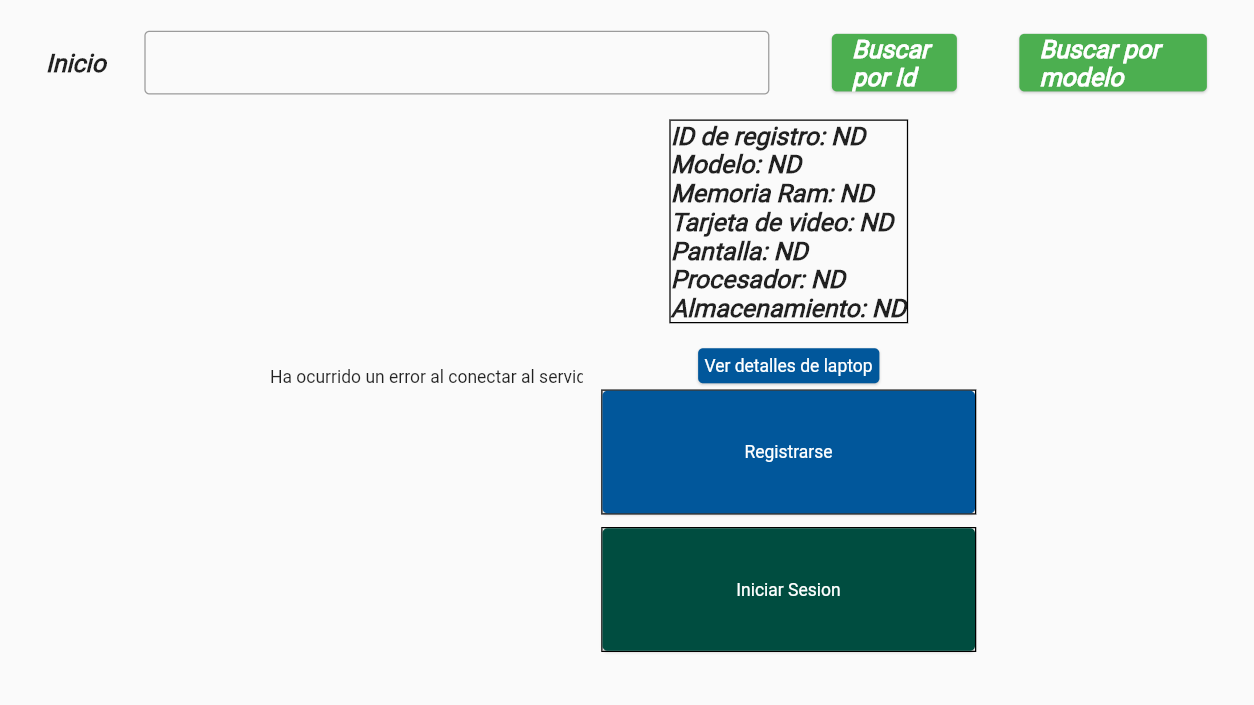 Inicio
Buscar
por Id
Buscar por
modelo
ID de registro: ND
Modelo: ND
Memoria Ram: ND
Tarjeta de video: ND
Pantalla: ND
Procesador: ND
Almacenamiento: ND
Ver detalles de laptop
Ha ocurrido un error al conectar al servic
Registrarse
Iniciar Sesion